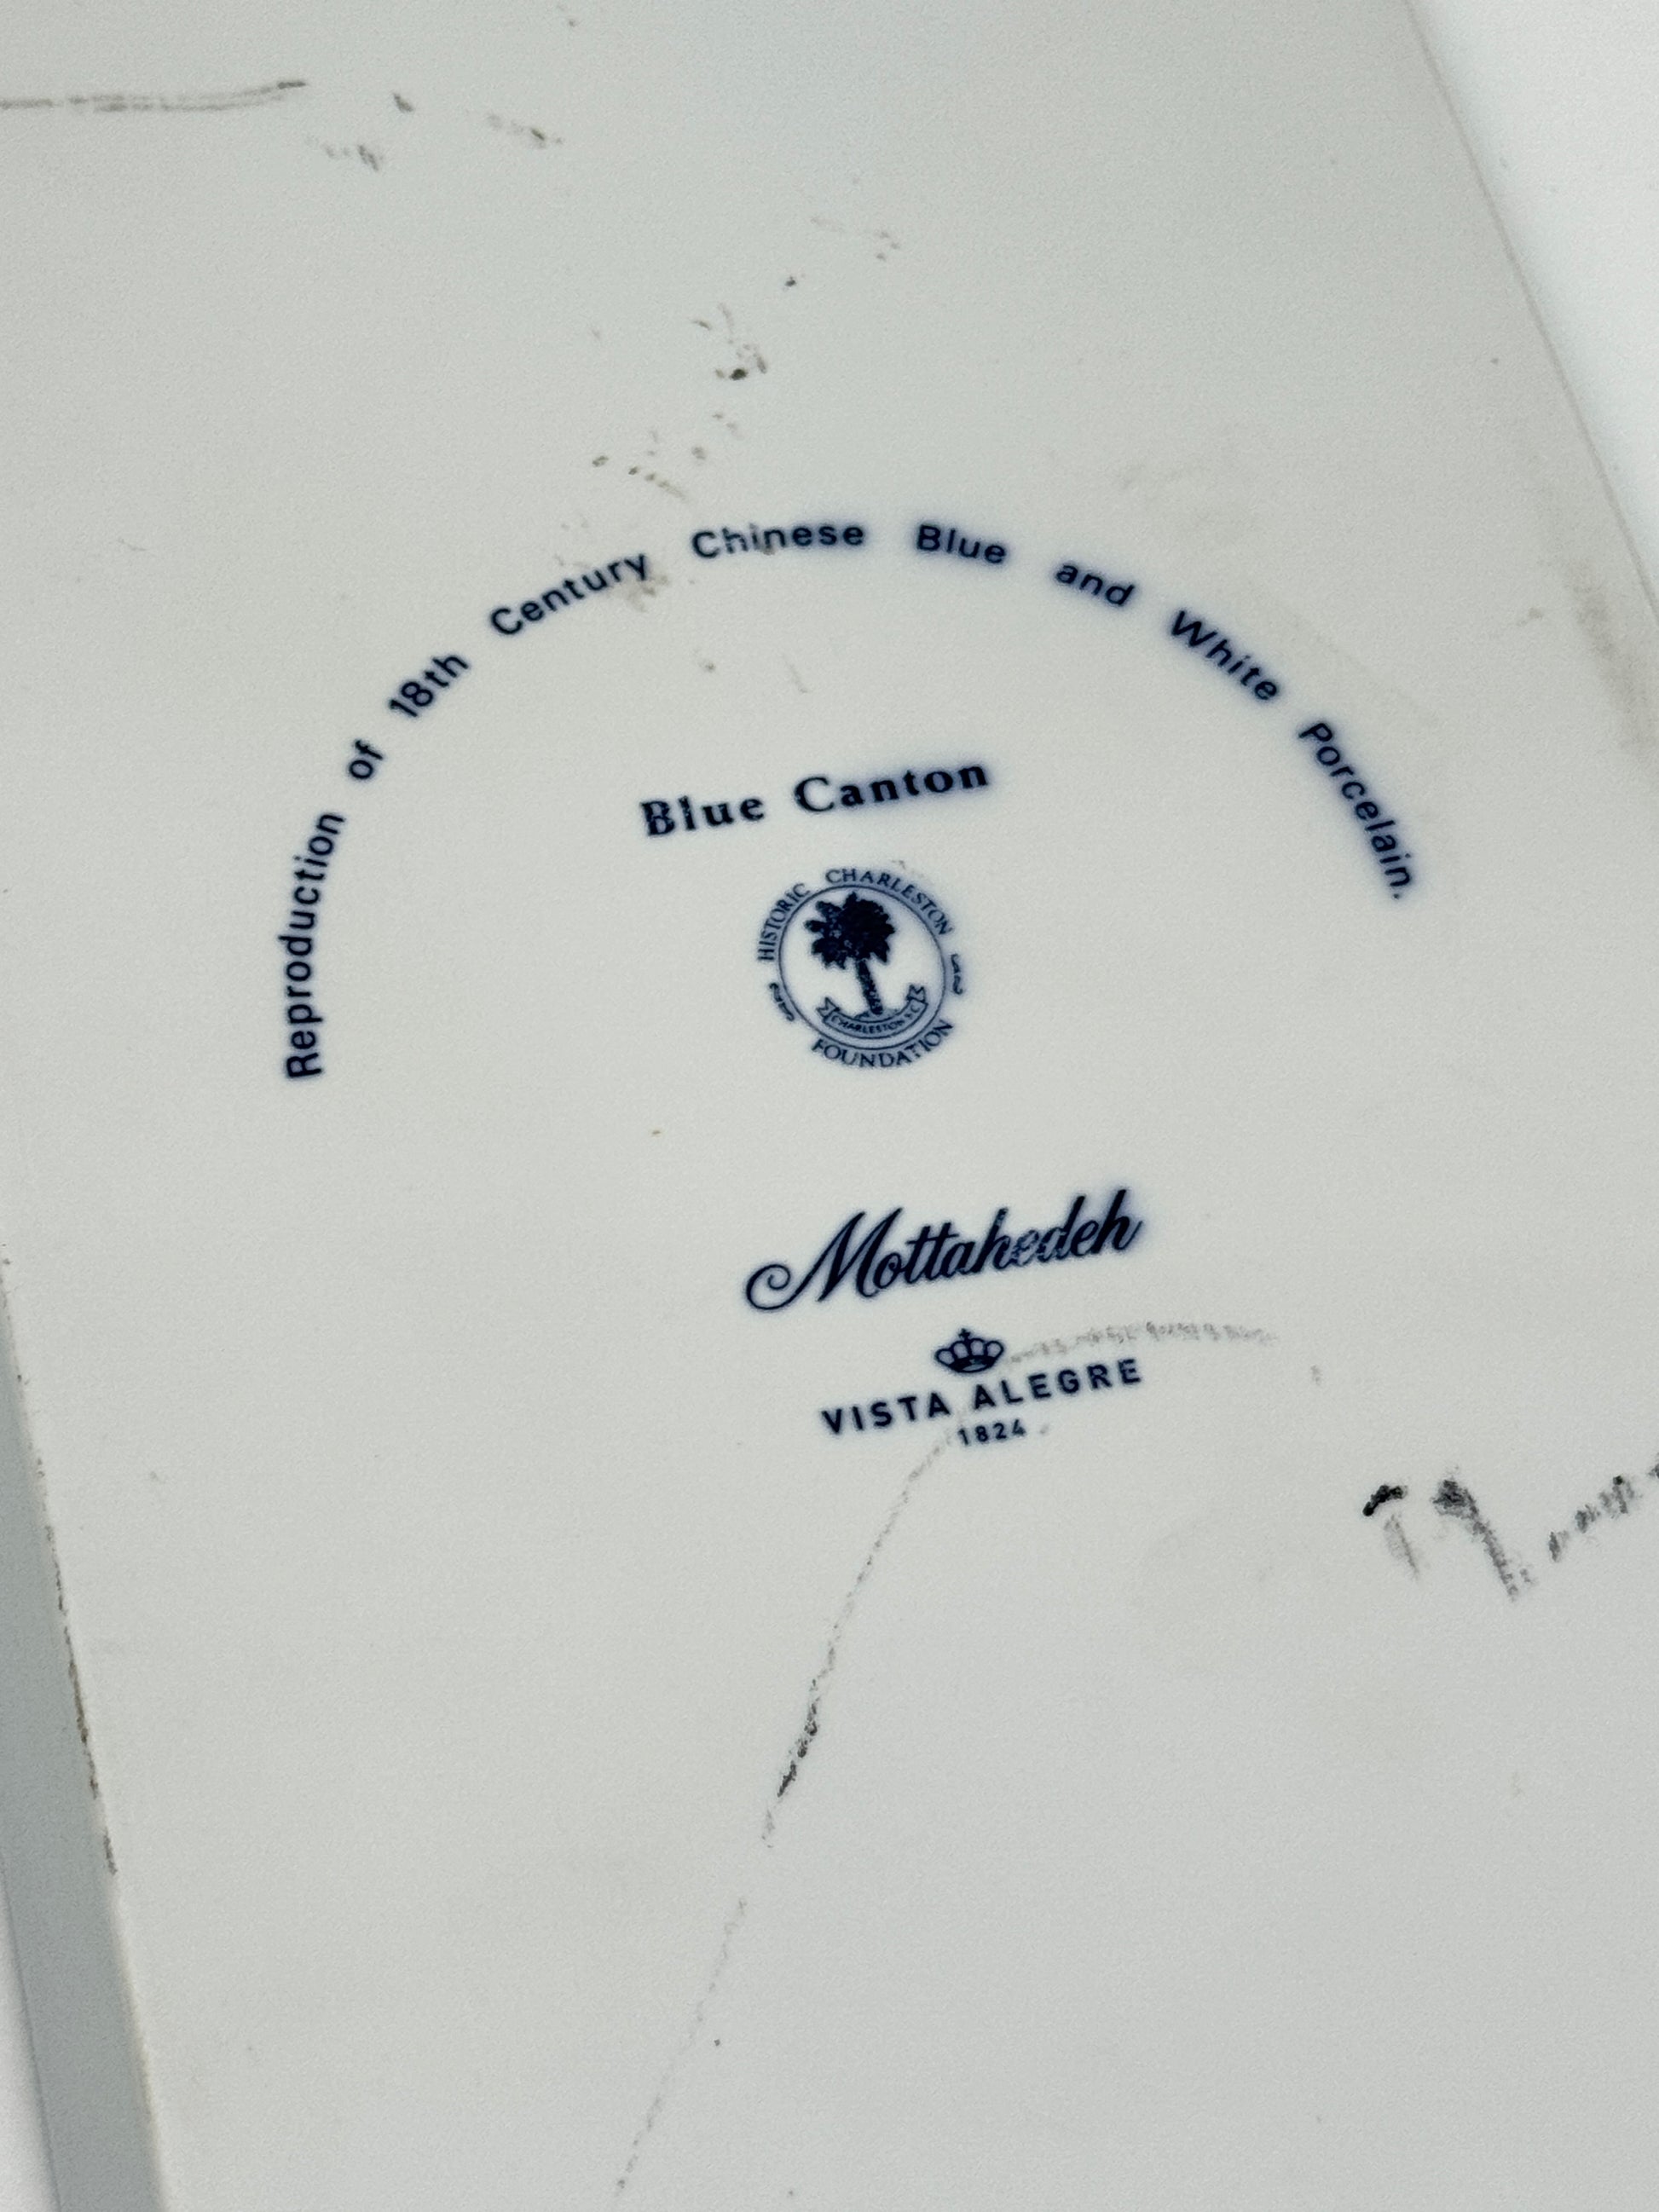 Reproduction of 18th Century Chinese Blue and White Porcelain.
Blue Canton
HISTORIC CHARLESTON
CHARLESTON S.C.
FOUNDATION
Mottahedeh
VISTA ALEGRE
1824